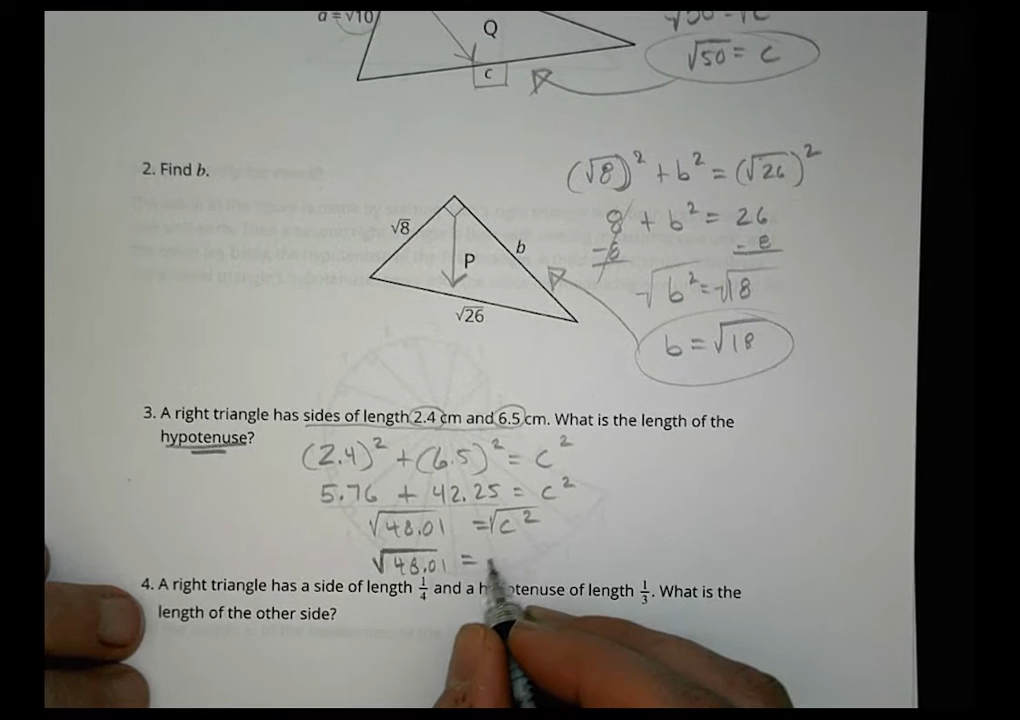 a = √10
Q
√50 = c
c
2. Find b.
(√8)² + b² = (√26)²
√8
8 + b² = 26
b
- 8
- 8
P
√b² = √18
√26
b = √18
3. A right triangle has sides of length 2.4 cm and 6.5 cm. What is the length of the
hypotenuse?
(2.4)² + (6.5)² = c²
5.76 + 42.25 = c²
√48.01 = √c²
√48.01 =
4. A right triangle has a side of length 1/4 and a h otenuse of length 1/3. What is the
length of the other side?